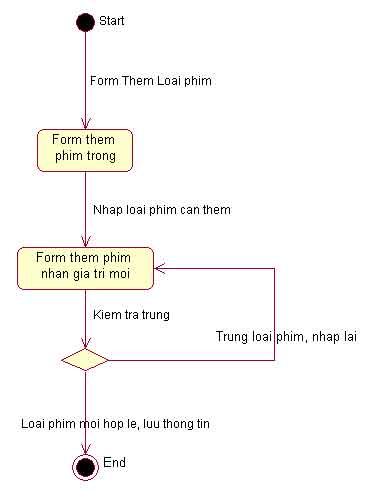 Start
Form Them Loai phim
Form them
phim trong
Nhap loai phim can them
Form them phim
nhan gia tri moi
Kiem tra trung
Trung loai phim, nhap lai
Loai phim moi hop le, luu thong tin
End